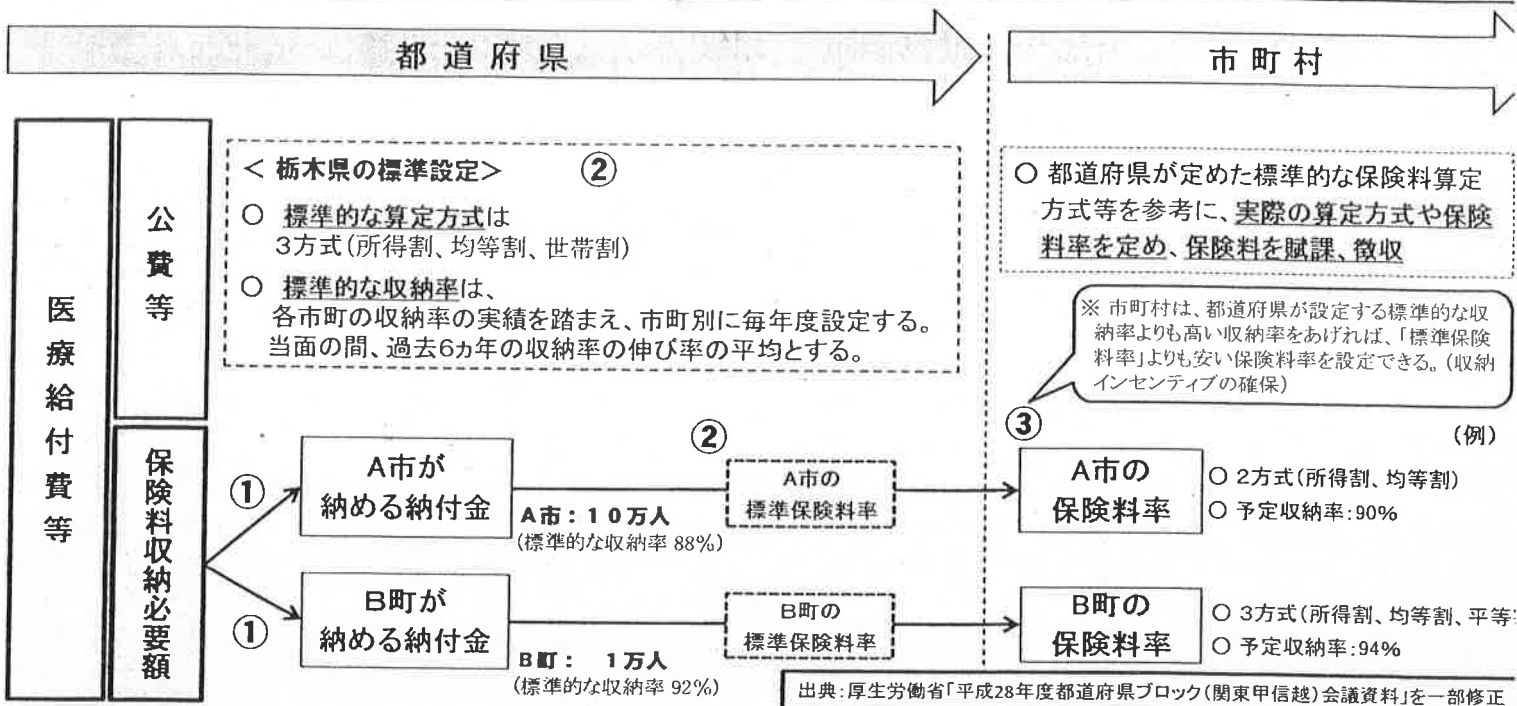 都道府県
市町村
医療給付費等
公費等
保険料収納必要額
＜ 栃木県の標準設定＞ ②
○ 標準的な算定方式は
3方式(所得割、均等割、世帯割)
○ 標準的な収納率は、
各市町の収納率の実績を踏まえ、市町別に毎年度設定する。
当面の間、過去6ヵ年の収納率の伸び率の平均とする。
○ 都道府県が定めた標準的な保険料算定
方式等を参考に、実際の算定方式や保険
料率を定め、保険料を賦課、徴収
※ 市町村は、都道府県が設定する標準的な収
納率よりも高い収納率をあげれば、「標準保険
料率」よりも安い保険料率を設定できる。(収納
インセンティブの確保)
①
A市が
納める納付金
A市：10万人
(標準的な収納率 88%)
②
A市の
標準保険料率
③
(例)
A市の
保険料率
○ 2方式(所得割、均等割)
○ 予定収納率:90%
①
B町が
納める納付金
B町： 1万人
(標準的な収納率 92%)
B町の
標準保険料率
B町の
保険料率
○ 3方式(所得割、均等割、平等
○ 予定収納率:94%
出典:厚生労働省「平成28年度都道府県ブロック(関東甲信越)会議資料」を一部修正